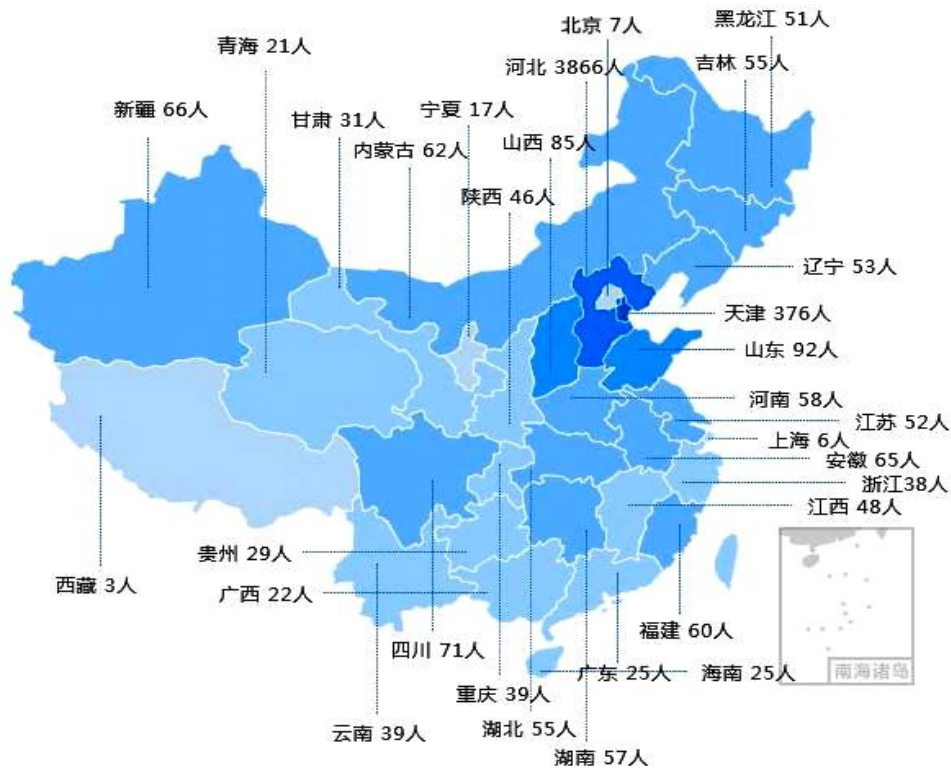 北京 7人
黑龙江 51人
青海 21人
河北 3866人
吉林 55人
新疆 66人
甘肃 31人
宁夏 17人
山西 85人
内蒙古 62人
陕西 46人
辽宁 53人
天津 376人
山东 92人
河南 58人
江苏 52人
上海 6人
安徽 65人
浙江38人
江西 48人
贵州 29人
西藏 3人
广西 22人
福建 60人
四川 71人
广东 25人
海南 25人
南海诸岛
重庆 39人
云南 39人
湖北 55人
湖南 57人